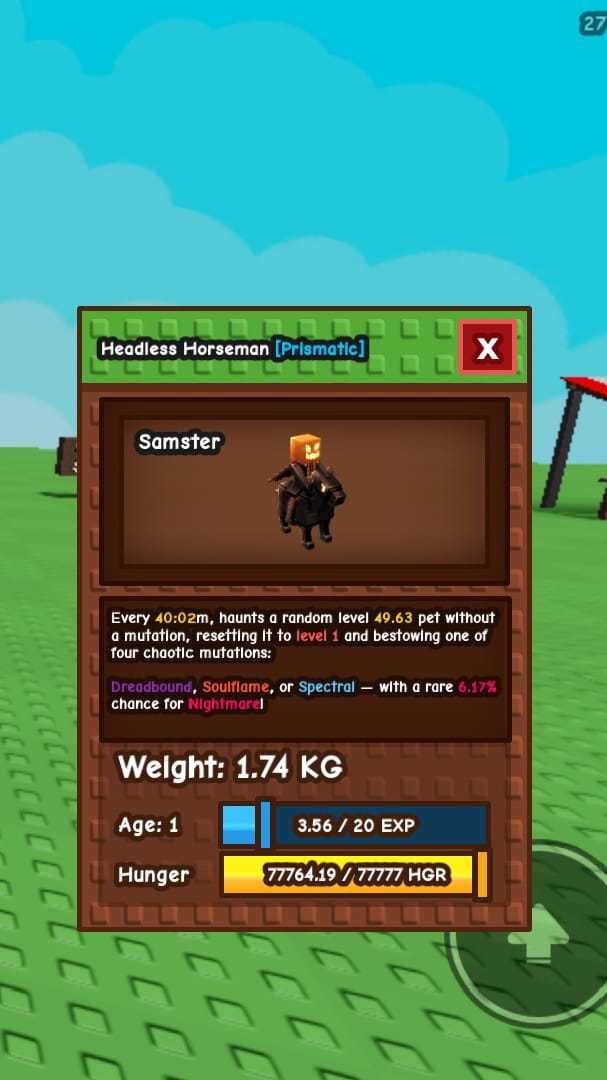 27
Headless Horseman [Prismatic]
X
Samster
Every 40:02m, haunts a random level 49.63 pet without
a mutation, resetting it to level 1 and bestowing one of
four chaotic mutations:
Dreadbound, Soulflame, or Spectral — with a rare 6.17%
chance for Nightmare!
Weight: 1.74 KG
Age: 1
3.56 / 20 EXP
Hunger
77764.19 / 77777 HGR